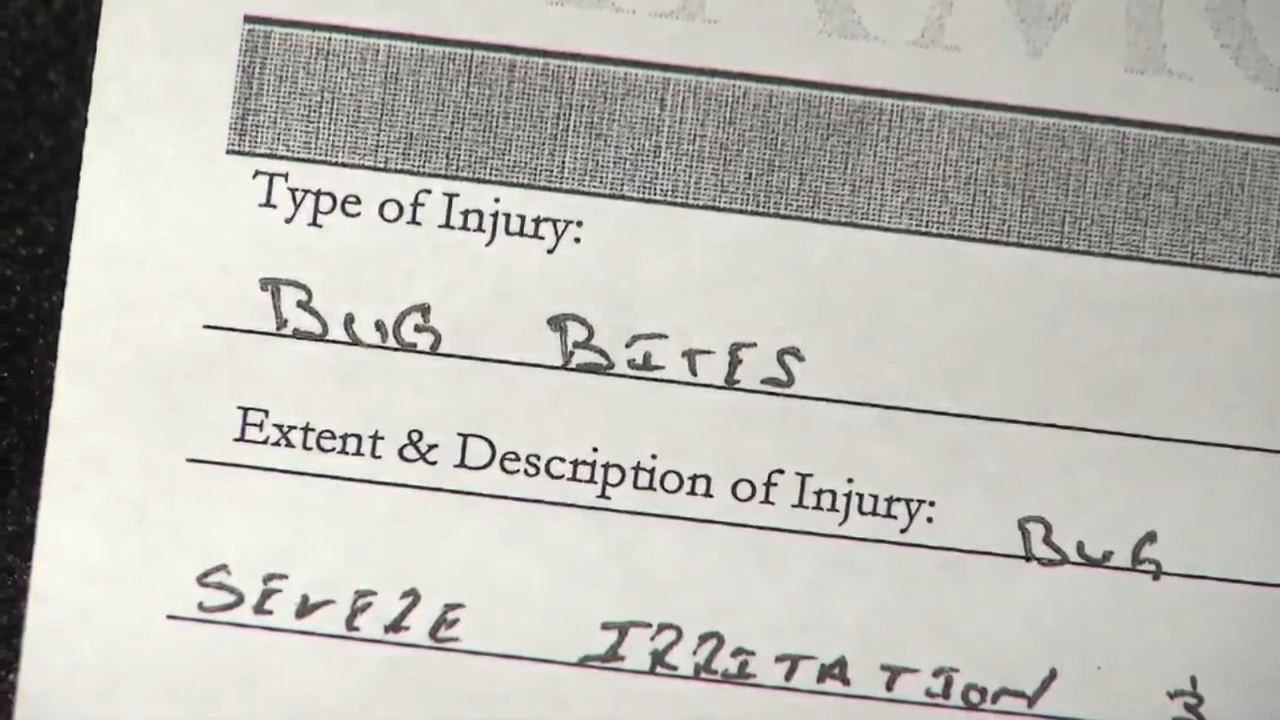 Type of Injury:
BUG BITES
Extent & Description of Injury: BUG
SEVERE IRRITATION &